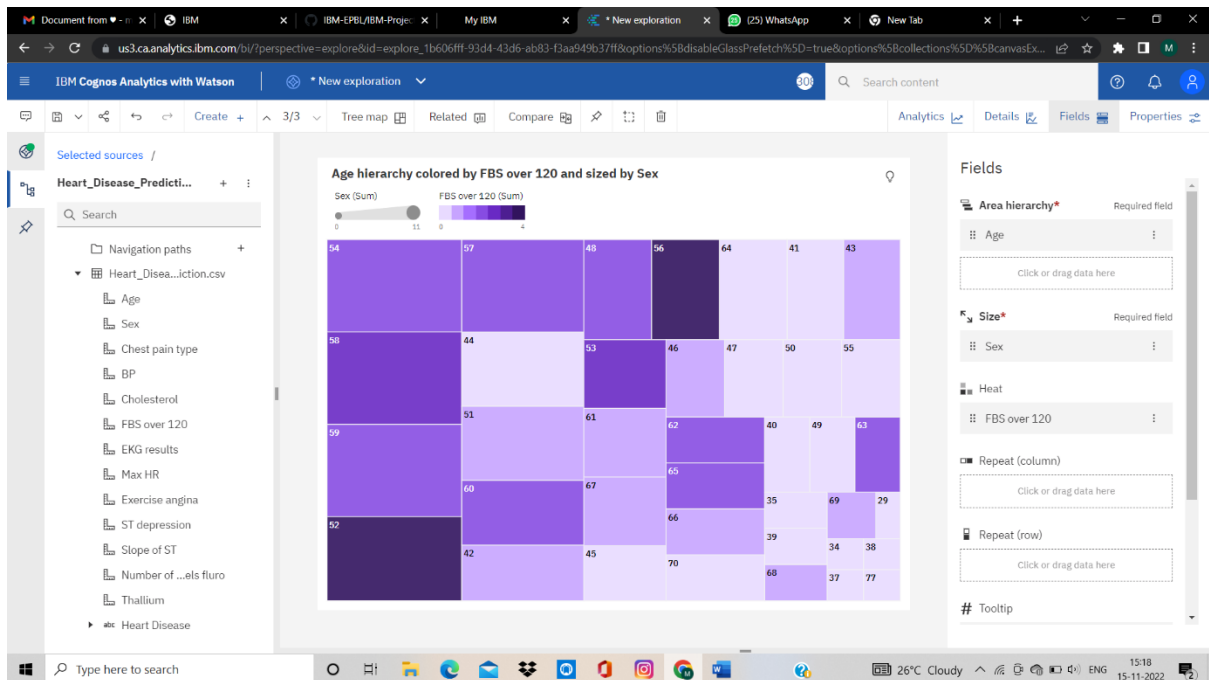 Document from ♥ - m
IBM
IBM-EPBL/IBM-Projec
My IBM
* New exploration
(25) WhatsApp
New Tab
us3.ca.analytics.ibm.com/bi/?perspective=explore&id=explore_1b606fff-93d4-43d6-ab83-f3aa949b37ff&options%5BdisableGlassPrefetch%5D=true&options%5Bcollections%5D%5BcanvasEx...
M
IBM Cognos Analytics with Watson
* New exploration
Search content
Create +
3/3
Tree map
Related
Compare
Analytics
Details
Fields
Properties
Selected sources /
Heart_Disease_Predicti...
Search
Navigation paths
Heart_Disea...iction.csv
Age
Sex
Chest pain type
BP
Cholesterol
FBS over 120
EKG results
Max HR
Exercise angina
ST depression
Slope of ST
Number of ...els fluro
Thallium
abc Heart Disease
Age hierarchy colored by FBS over 120 and sized by Sex
Sex (Sum)
FBS over 120 (Sum)
0 11
0 4
54 57 48 56 64 41 43
58 44 53 46 47 50 55
51 61 62 40 49 63
59
65
60 67 35 69 29
52 66
39
42 45 34 38
70
68 37 77
Fields
Area hierarchy* Required field
Age
Click or drag data here
Size* Required field
Sex
Heat
FBS over 120
Repeat (column)
Click or drag data here
Repeat (row)
Click or drag data here
# Tooltip
Type here to search
26°C Cloudy
ENG
15:18
15-11-2022
2